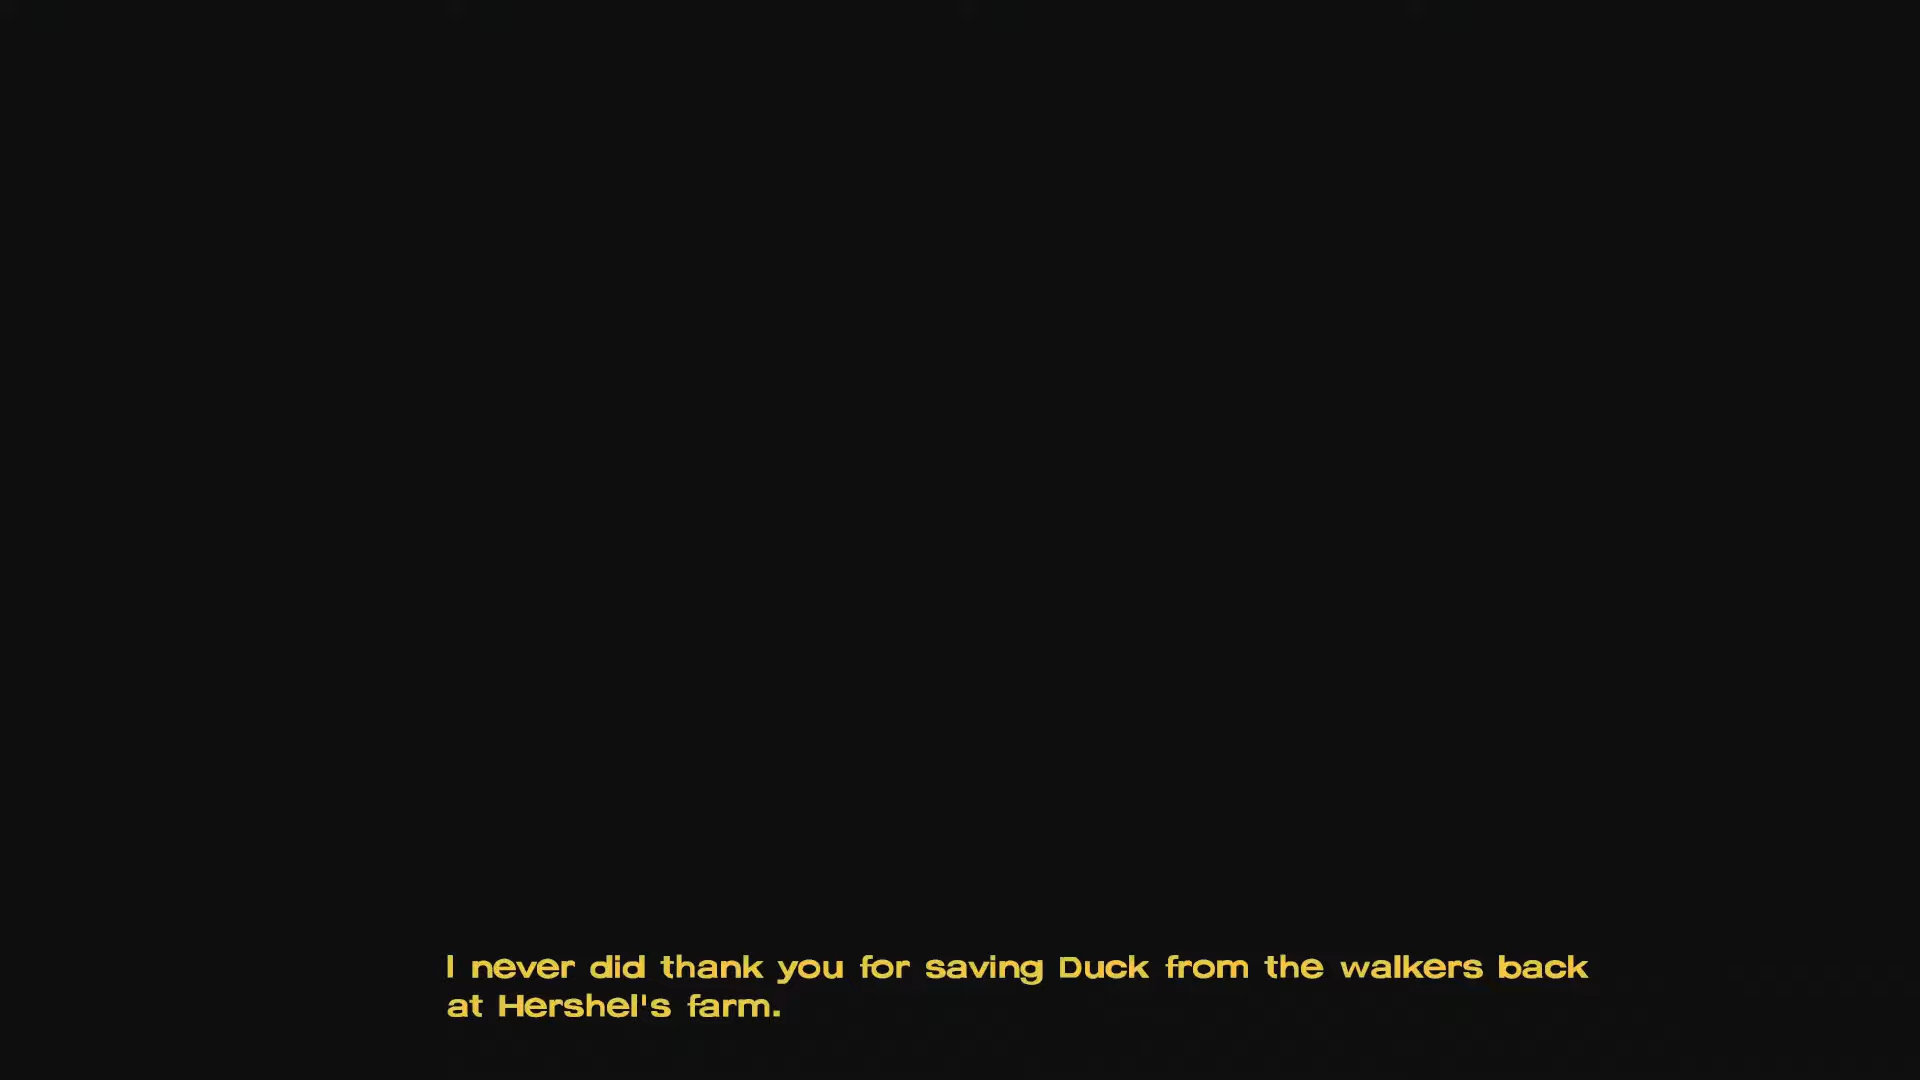 I never did thank you for saving Duck from the walkers back
at Hershel's farm.